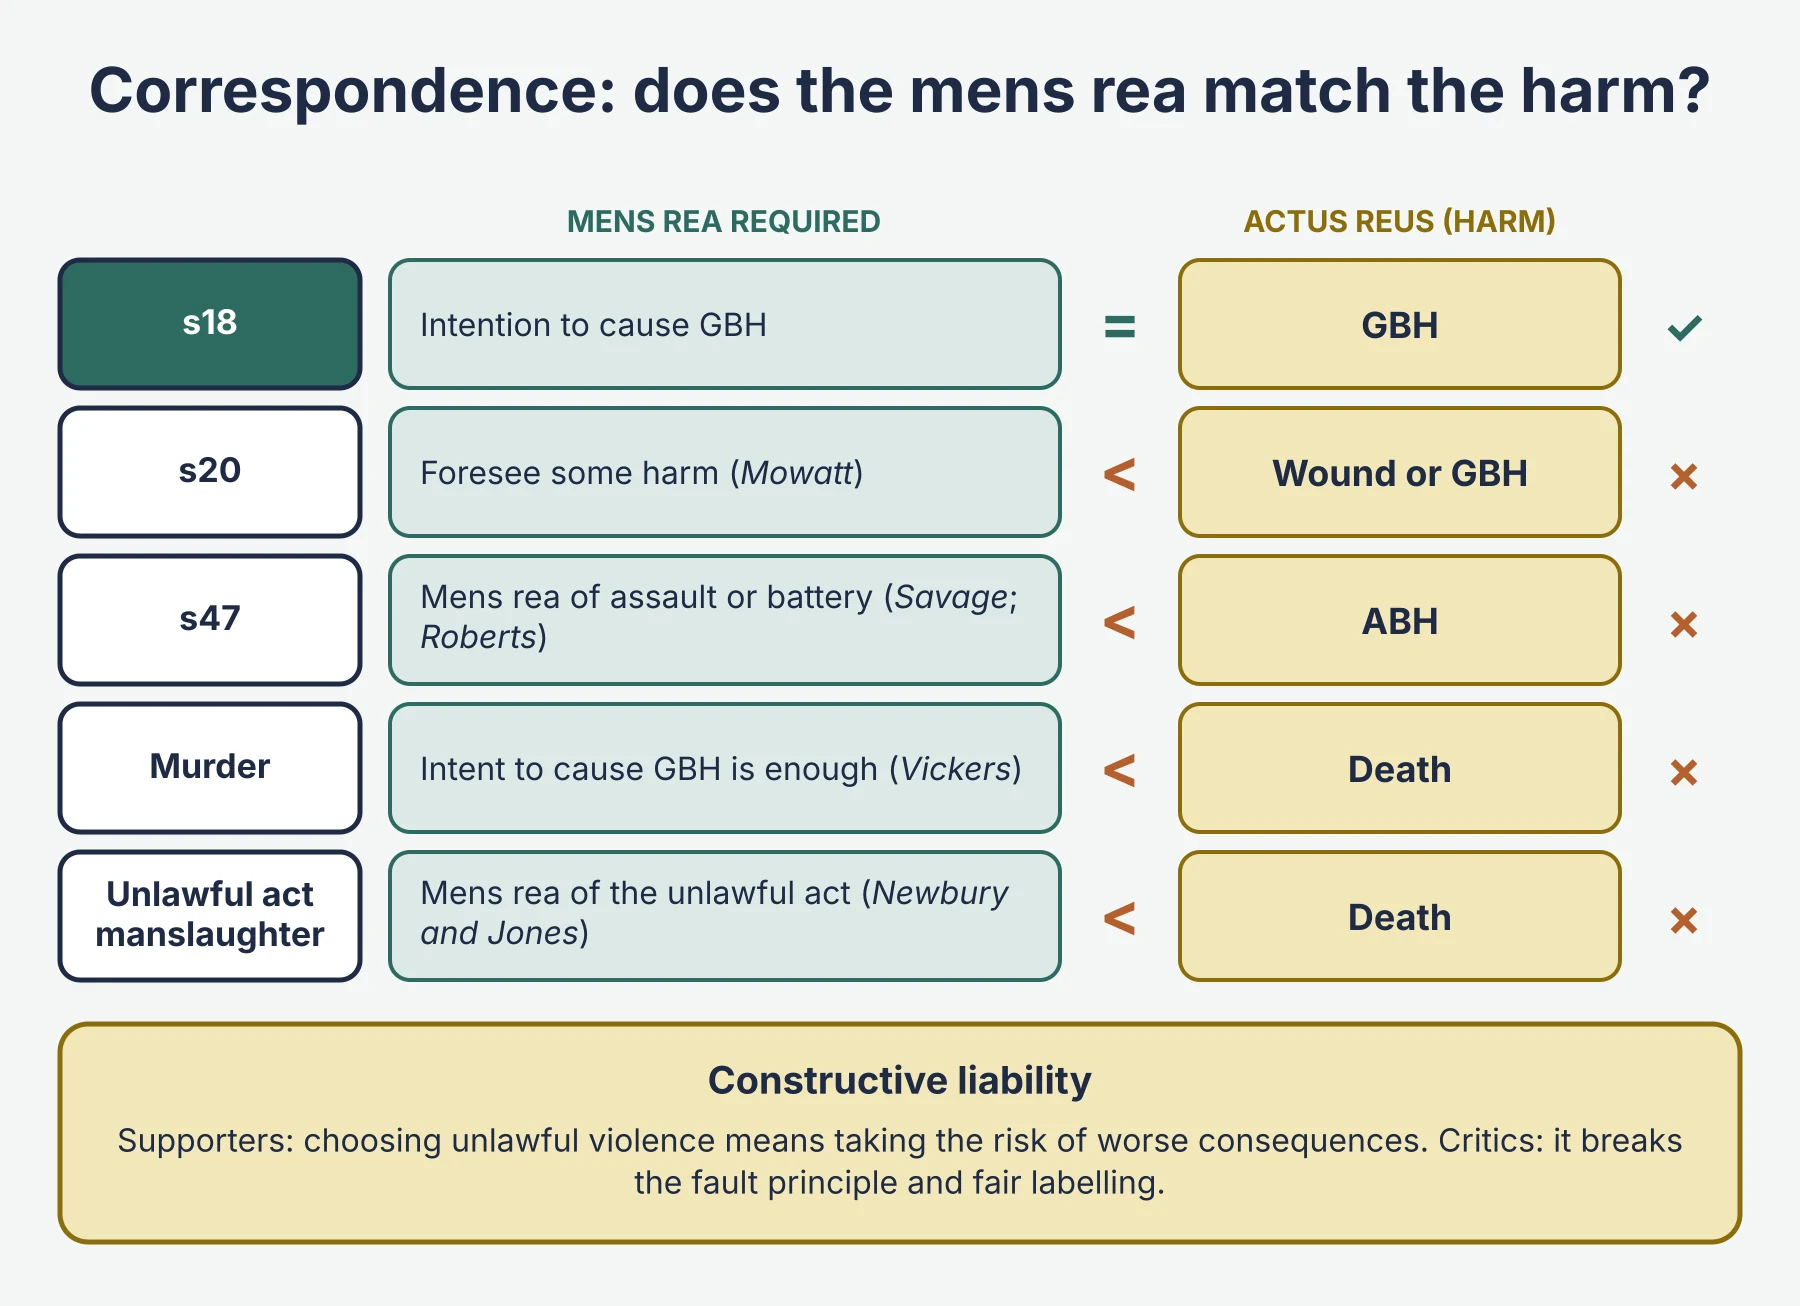 Correspondence: does the mens rea match the harm?
MENS REA REQUIRED
ACTUS REUS (HARM)
s18
Intention to cause GBH
=
GBH
✓
s20
Foresee some harm (Mowatt)
<
Wound or GBH
×
s47
Mens rea of assault or battery (Savage;
Roberts)
<
ABH
×
Murder
Intent to cause GBH is enough (Vickers)
<
Death
×
Unlawful act
manslaughter
Mens rea of the unlawful act (Newbury
and Jones)
<
Death
×
Constructive liability
Supporters: choosing unlawful violence means taking the risk of worse consequences. Critics: it breaks
the fault principle and fair labelling.